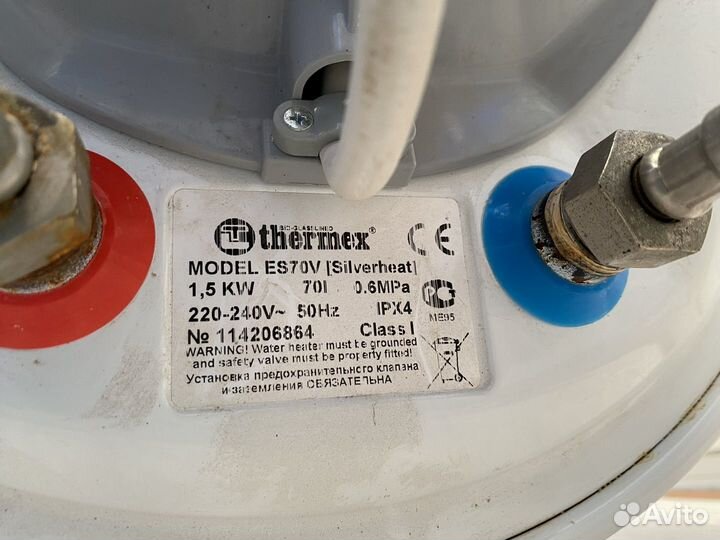 BIO-GLASSLINED
thermex® CE
MODEL ES70V [Silverheat]
1,5 KW 70l 0.6MPa
220-240V~ 50Hz IPX4
ME95
№ 114206864 Class I
WARNING! Water heater must be grounded
and safety valve must be property fitted!
Установка предохранительного клапана
и заземления ОБЯЗАТЕЛЬНА
Avito